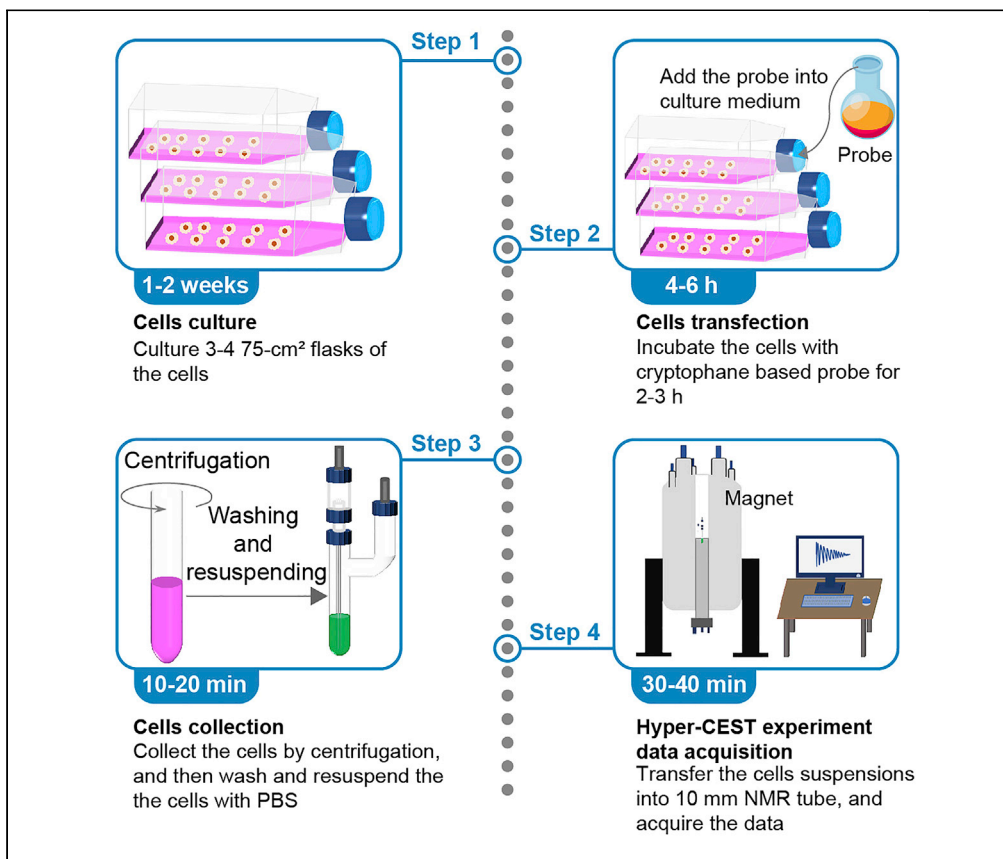 Step 1
1-2 weeks
Cells culture
Culture 3-4 75-cm² flasks of
the cells
Step 2
Add the probe into
culture medium
Probe
4-6 h
Cells transfection
Incubate the cells with
cryptophane based probe for
2-3 h
Step 3
Centrifugation
Washing
and
resuspending
10-20 min
Cells collection
Collect the cells by centrifugation,
and then wash and resuspend the
the cells with PBS
Step 4
Magnet
30-40 min
Hyper-CEST experiment
data acquisition
Transfer the cells suspensions
into 10 mm NMR tube, and
acquire the data